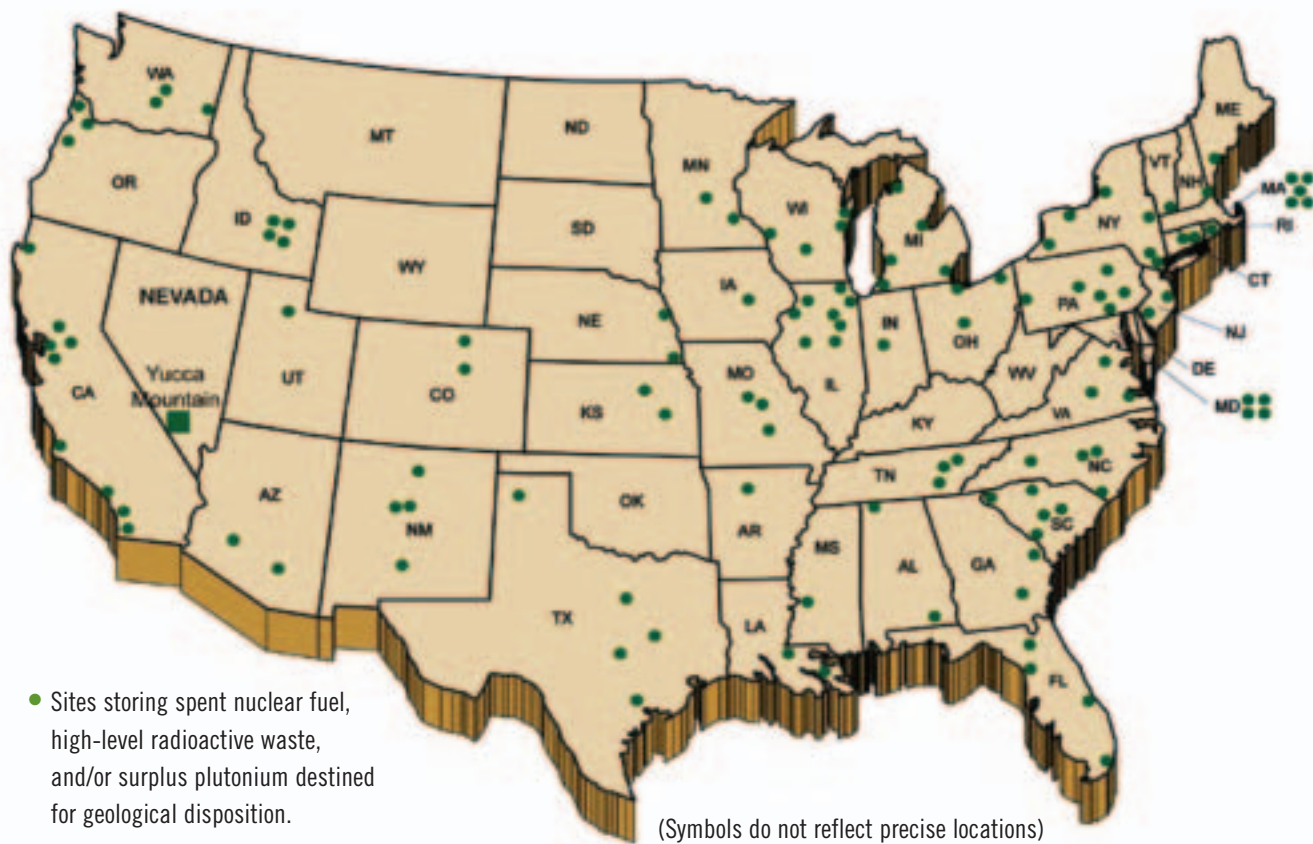 WA
MT
ND
MN
ME
VT
NH
MA
OR
ID
SD
WI
MI
NY
RI
WY
CT
NEVADA
IA
PA
NE
NJ
Yucca
Mountain
UT
CO
IL
IN
OH
WV
DE
CA
KS
MO
KY
VA
MD
AZ
NM
OK
AR
TN
NC
SC
MS
AL
GA
TX
LA
FL
Sites storing spent nuclear fuel,
high-level radioactive waste,
and/or surplus plutonium destined
for geological disposition.
(Symbols do not reflect precise locations)